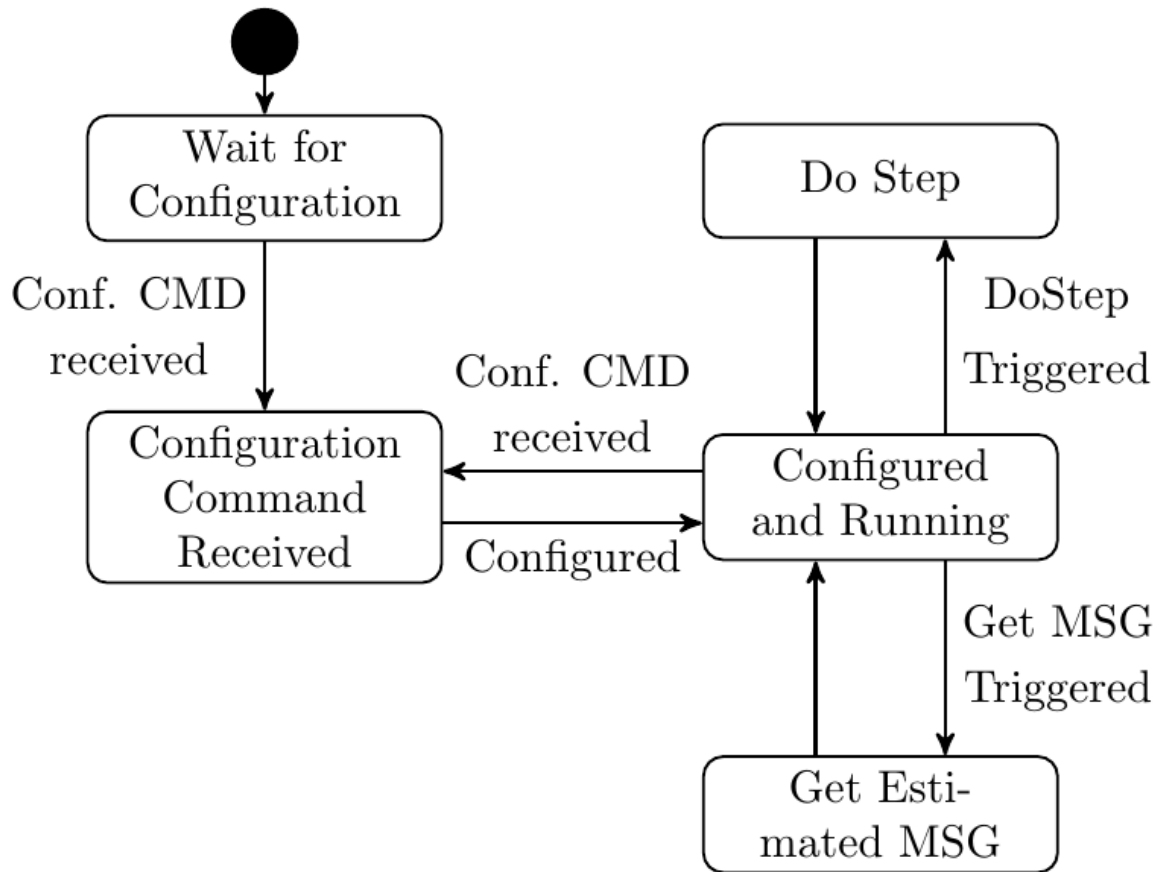 Wait for
Configuration
Do Step
Conf. CMD
received
DoStep
Triggered
Conf. CMD
received
Configuration
Command
Received
Configured
and Running
Configured
Get MSG
Triggered
Get Esti-
mated MSG